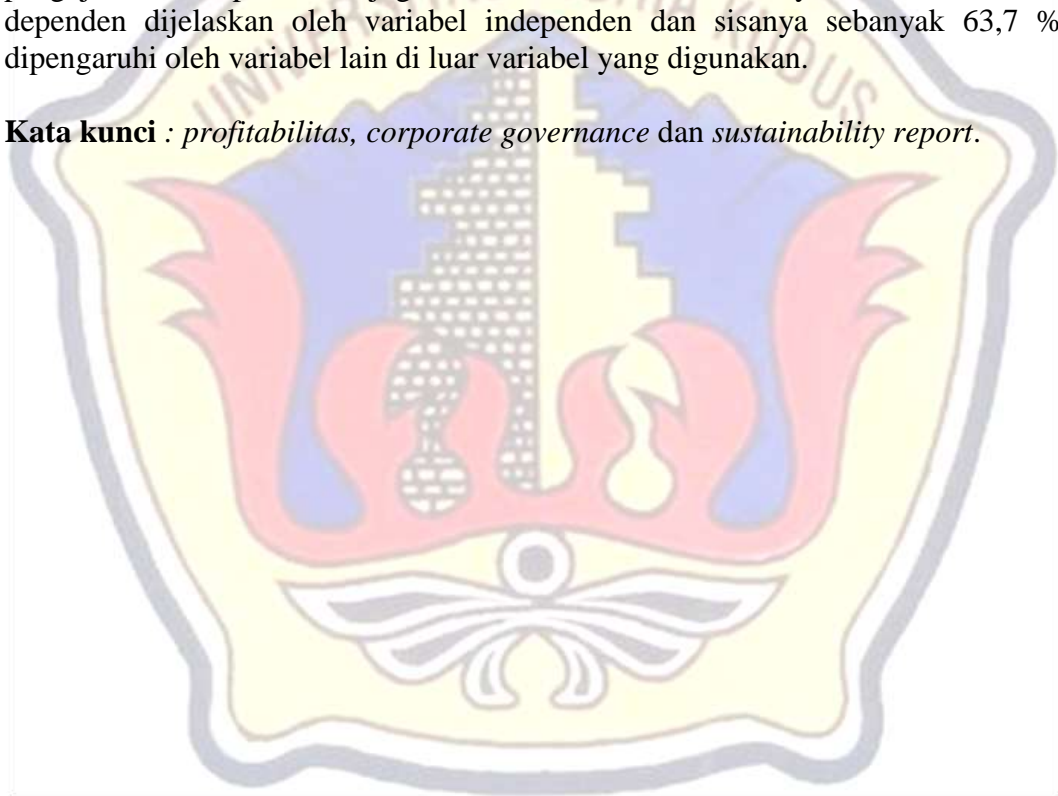 dependen dijelaskan oleh variabel independen dan sisanya sebanyak 63,7 %
dipengaruhi oleh variabel lain di luar variabel yang digunakan.
Kata kunci : profitabilitas, corporate governance dan sustainability report.
KUDUS